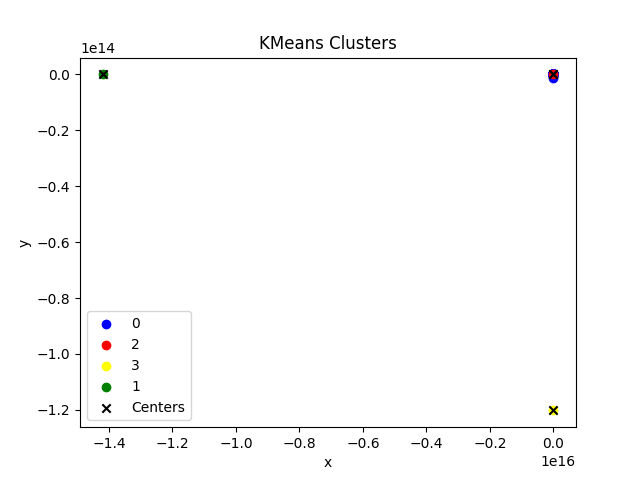 KMeans Clusters
1e14
0.0
−0.2
−0.4
−0.6
−0.8
−1.0
−1.2
y
0
2
3
1
Centers
−1.4 −1.2 −1.0 −0.8 −0.6 −0.4 −0.2 0.0
1e16
x